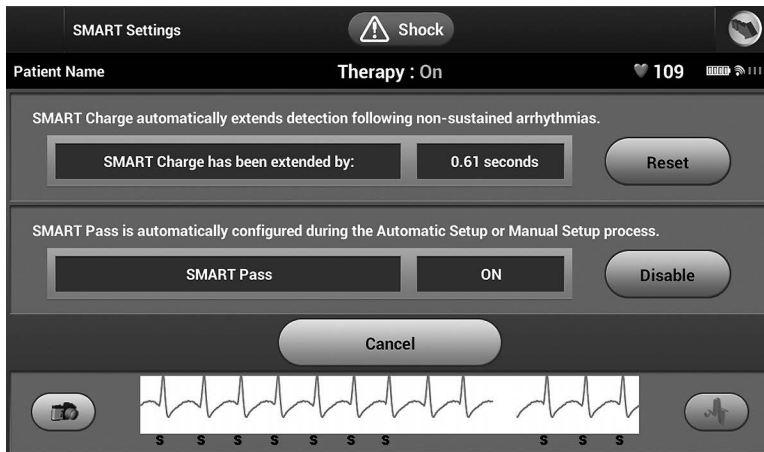 SMART Settings
Shock
Patient Name
Therapy : On
109
SMART Charge automatically extends detection following non-sustained arrhythmias.
SMART Charge has been extended by:
0.61 seconds
Reset
SMART Pass is automatically configured during the Automatic Setup or Manual Setup process.
SMART Pass
ON
Disable
Cancel
S S S S S S S S S S